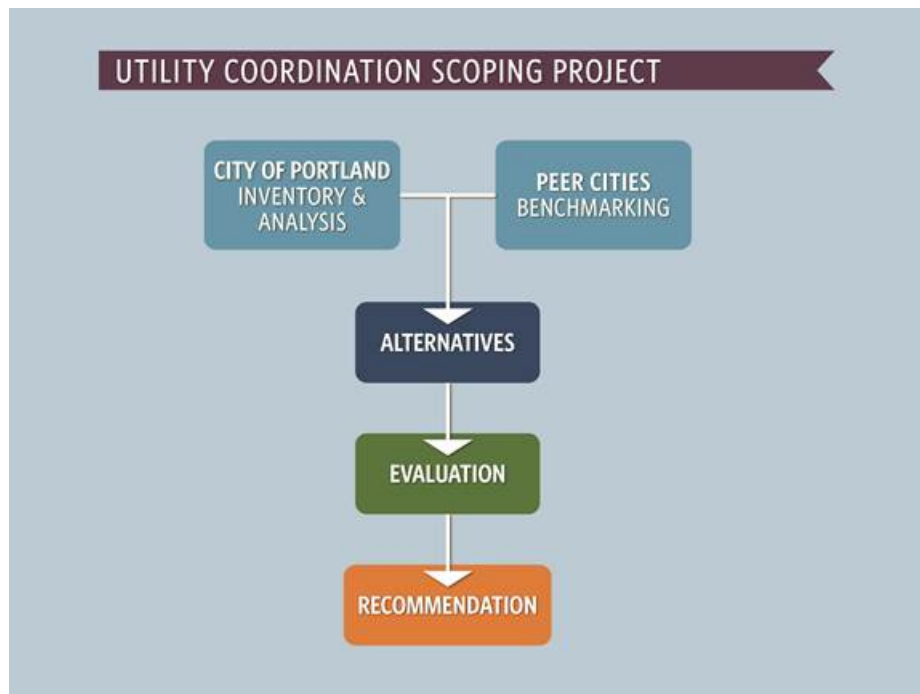 UTILITY COORDINATION SCOPING PROJECT
CITY OF PORTLAND
INVENTORY &
ANALYSIS
PEER CITIES
BENCHMARKING
ALTERNATIVES
EVALUATION
RECOMMENDATION